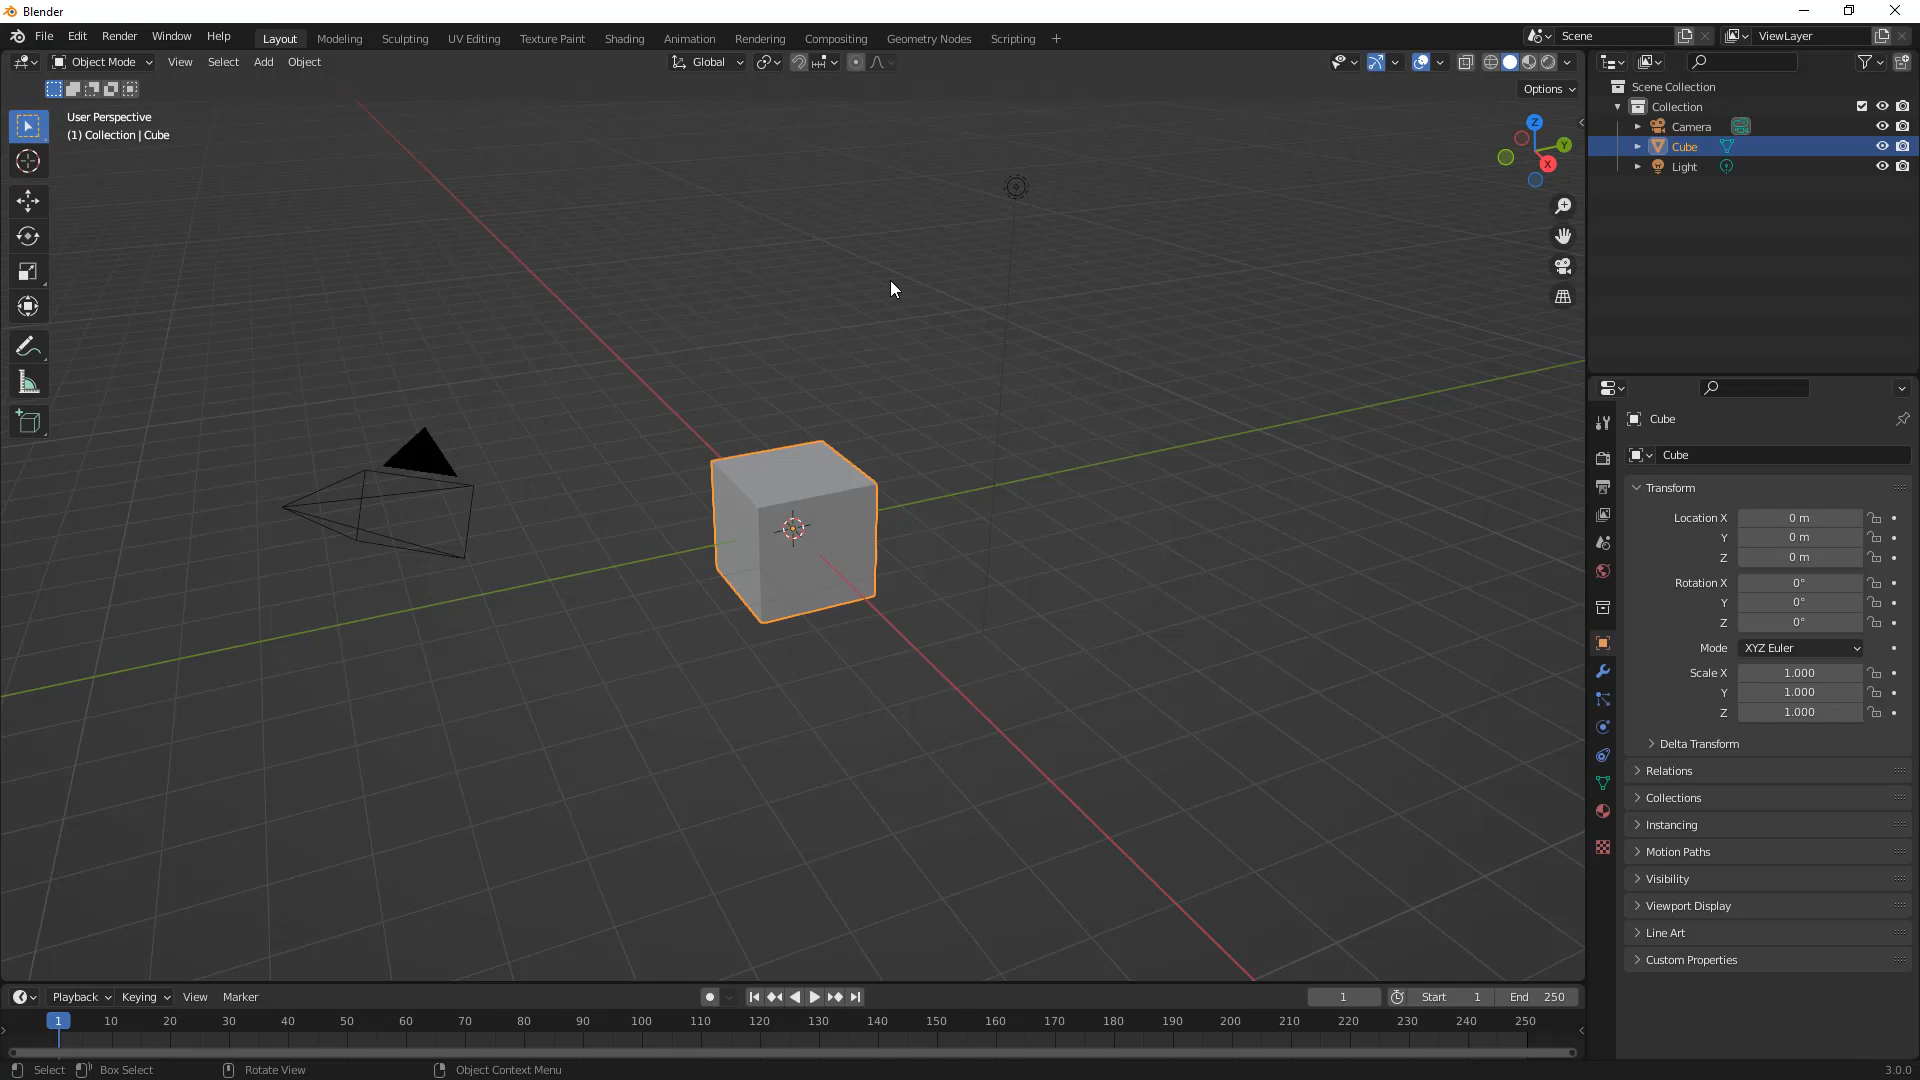 Blender
File Edit Render Window Help
Layout Modeling Sculpting UV Editing Texture Paint Shading Animation Rendering Compositing Geometry Nodes Scripting +
Scene
ViewLayer
Object Mode View Select Add Object
Global
Options
User Perspective
(1) Collection | Cube
Z
Y
X
Scene Collection
Collection
Camera
Cube
Light
Cube
Cube
Transform
Location X 0 m
Y 0 m
Z 0 m
Rotation X 0°
Y 0°
Z 0°
Mode XYZ Euler
Scale X 1.000
Y 1.000
Z 1.000
Delta Transform
Relations
Collections
Instancing
Motion Paths
Visibility
Viewport Display
Line Art
Custom Properties
Playback Keying View Marker
1 Start 1 End 250
1 10 20 30 40 50 60 70 80 90 100 110 120 130 140 150 160 170 180 190 200 210 220 230 240 250
Select Box Select Rotate View Object Context Menu 3.0.0